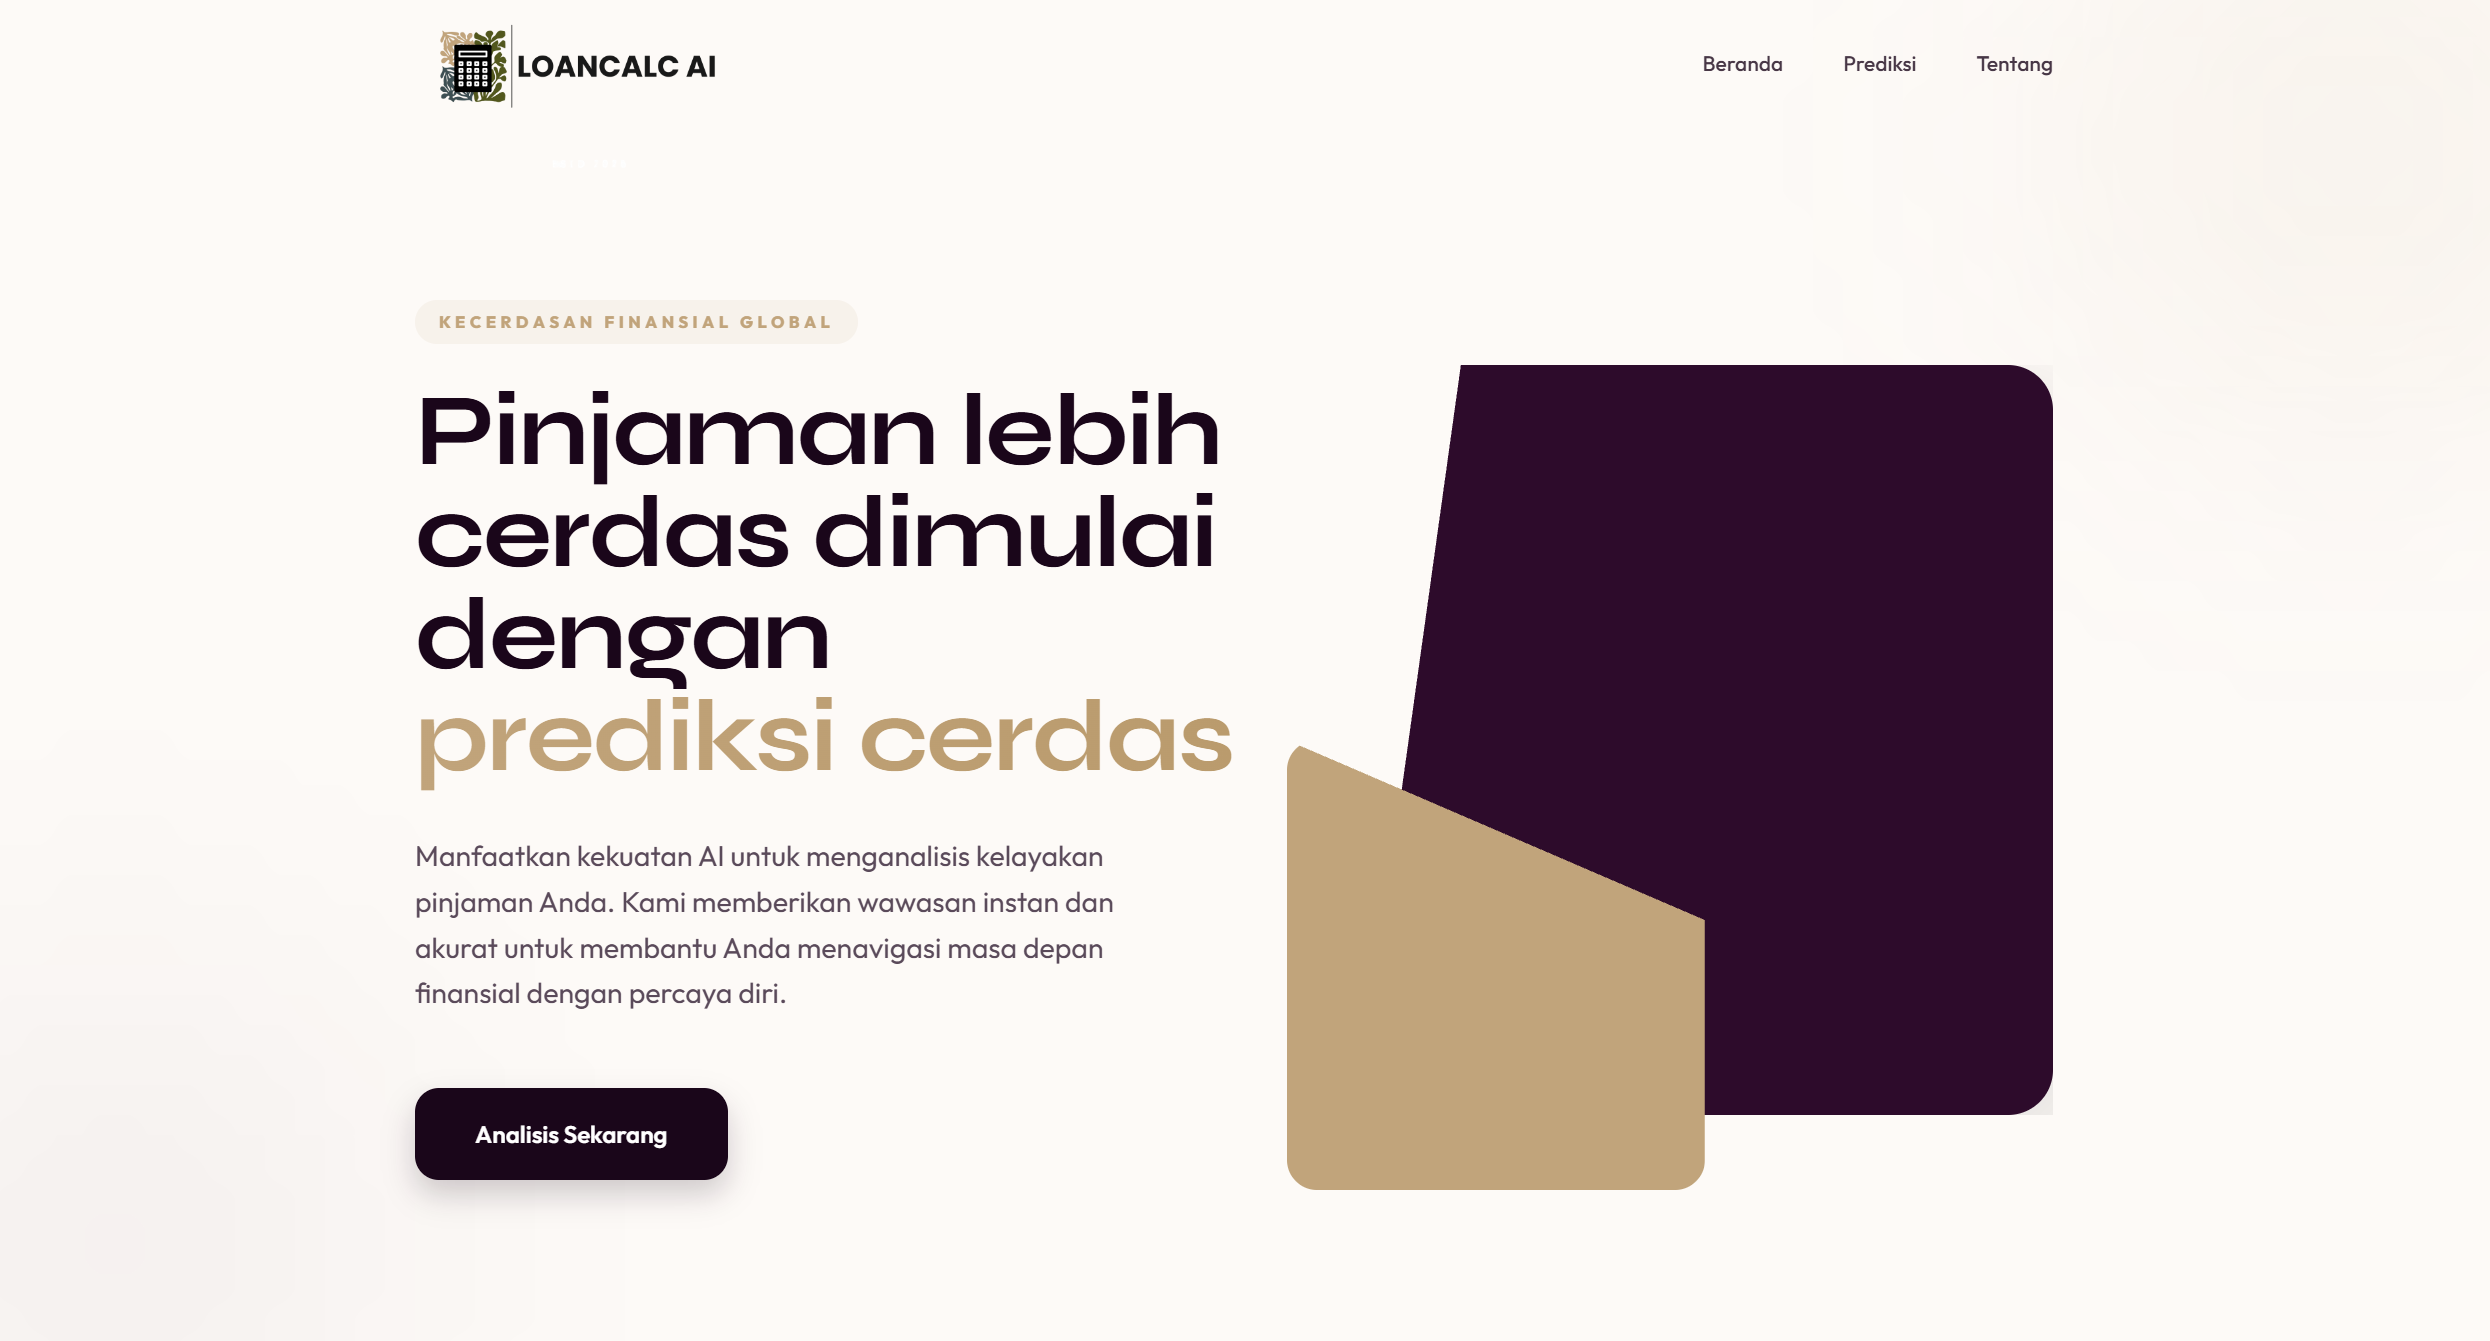 LOANCALC AI
Beranda
Prediksi
Tentang
KECERDASAN FINANSIAL GLOBAL
Pinjaman lebih
cerdas dimulai
dengan
prediksi cerdas
Manfaatkan kekuatan AI untuk menganalisis kelayakan
pinjaman Anda. Kami memberikan wawasan instan dan
akurat untuk membantu Anda menavigasi masa depan
finansial dengan percaya diri.
Analisis Sekarang